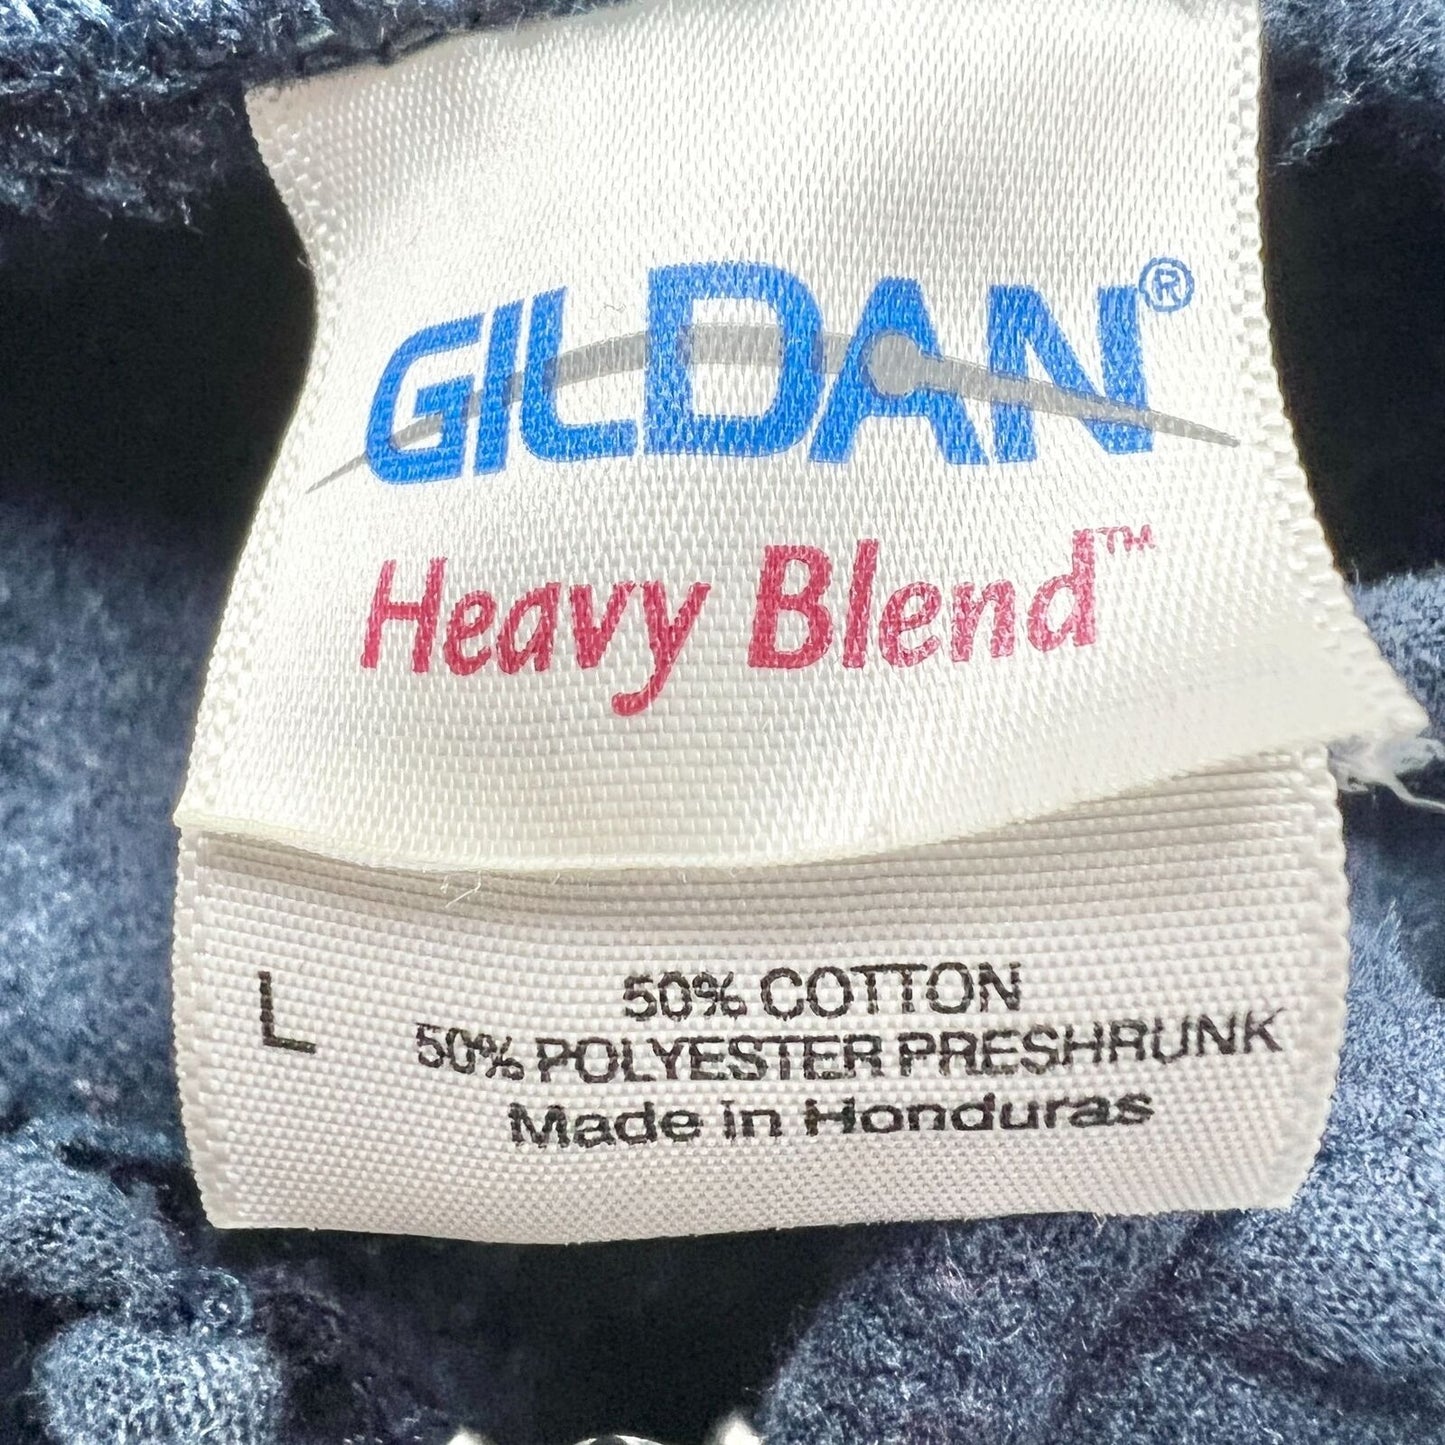 GILDAN®
Heavy Blend™
L
50% COTTON
50% POLYESTER PRESHRUNK
Made in Honduras